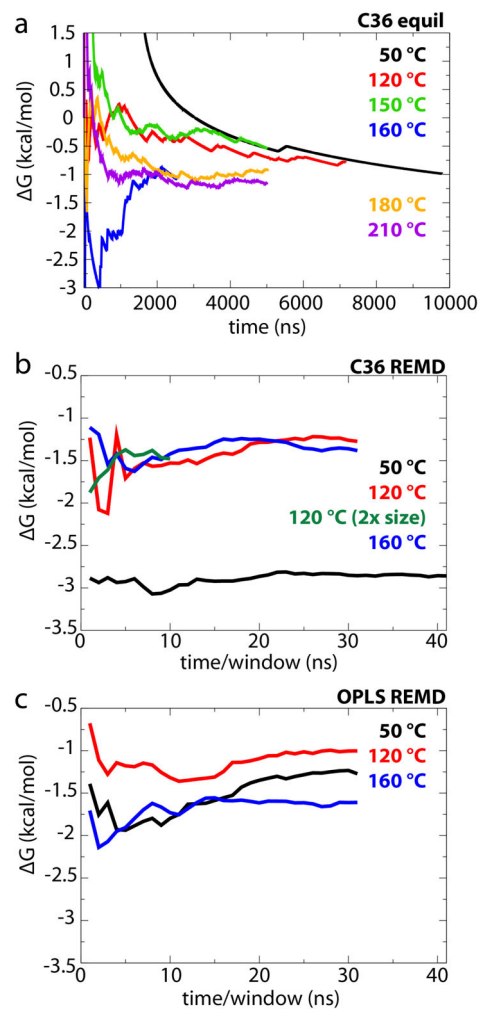 a
C36 equil
1.5
1
0.5
0
-0.5
-1
-1.5
-2
-2.5
-3
ΔG (kcal/mol)
50 °C
120 °C
150 °C
160 °C
180 °C
210 °C
0 2000 4000 6000 8000 10000
time (ns)
b
C36 REMD
-0.5
-1
-1.5
-2
-2.5
-3
-3.5
ΔG (kcal/mol)
50 °C
120 °C
120 °C (2x size)
160 °C
0 10 20 30 40
time/window (ns)
c
OPLS REMD
-0.5
-1
-1.5
-2
-2.5
-3
-3.5
ΔG (kcal/mol)
50 °C
120 °C
160 °C
0 10 20 30 40
time/window (ns)